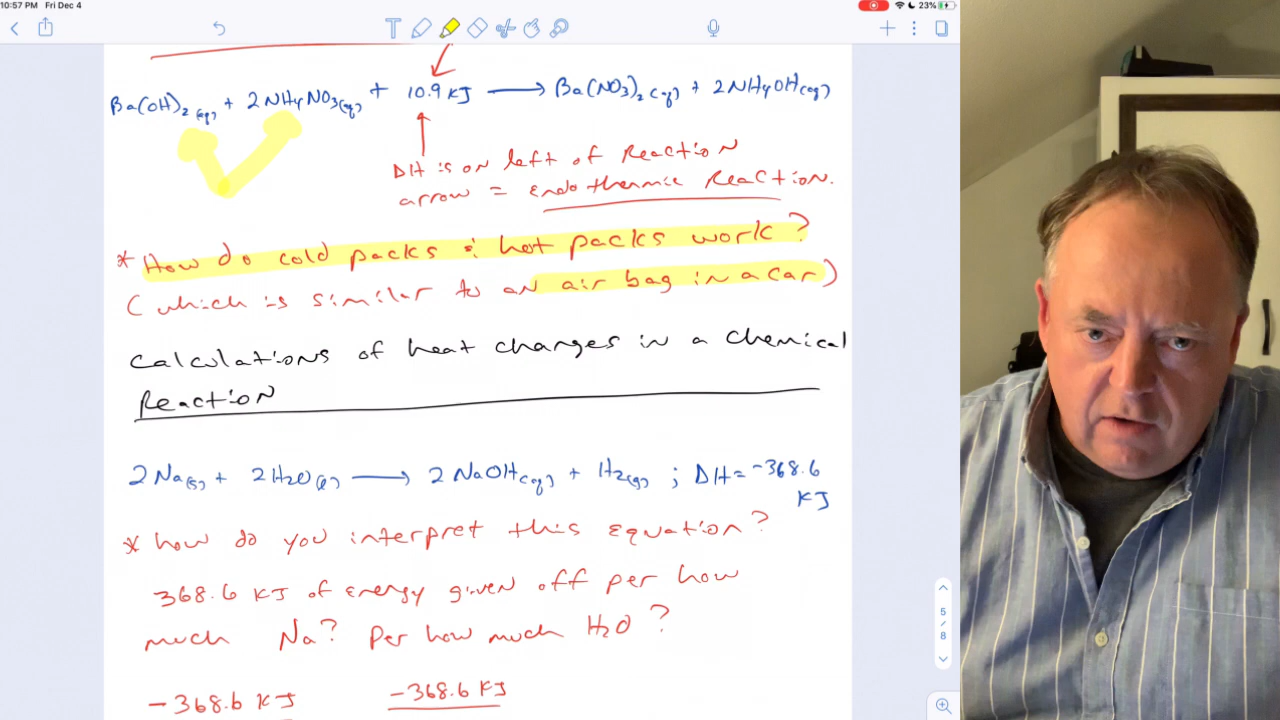 10:57 PM Fri Dec 4
23%
Ba(OH)2 (aq) + 2NH4NO3(aq) + 10.9 KJ → Ba(NO3)2 (aq) + 2NH4OH(aq)
ΔH is on left of Reaction
arrow = endothermic Reaction.
* How do cold packs & hot packs work?
(which is similar to an air bag in a car)
Calculations of heat changes in a chemical
Reaction
2Na(s) + 2H2O(l) → 2NaOH(aq) + H2(g) ; ΔH = -368.6
KJ
* how do you interpret this Equation?
368.6 KJ of energy given off per how
much Na? Per how much H2O?
-368.6 KJ -368.6 KJ
5
/
8